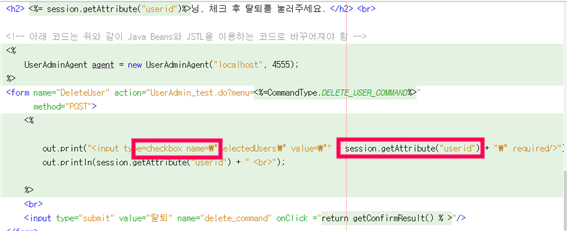 <h2> <%= session.getAttribute("userid")%>님, 체크 후 탈퇴를 눌러주세요. </h2> <br>
<!-- 아래 코드는 위와 같이 Java Beans와 JSTL을 이용하는 코드로 바꾸어져야 함 -->
<%
UserAdminAgent agent = new UserAdminAgent("localhost", 4555);
%>
<form name="DeleteUser" action="UserAdmin_test.do?menu=<%=CommandType.DELETE_USER_COMMAND%>"
method="POST">
<%
out.print("<input type=checkbox name=₩"selectedUsers₩" value=₩"" session.getAttribute("userid") + "₩" required/>")
out.println(session.getAttribute("userid") + " <br>");
%>
<br>
<input type="submit" value="탈퇴" name="delete_command" onClick ="return getConfirmResult() % > "/>